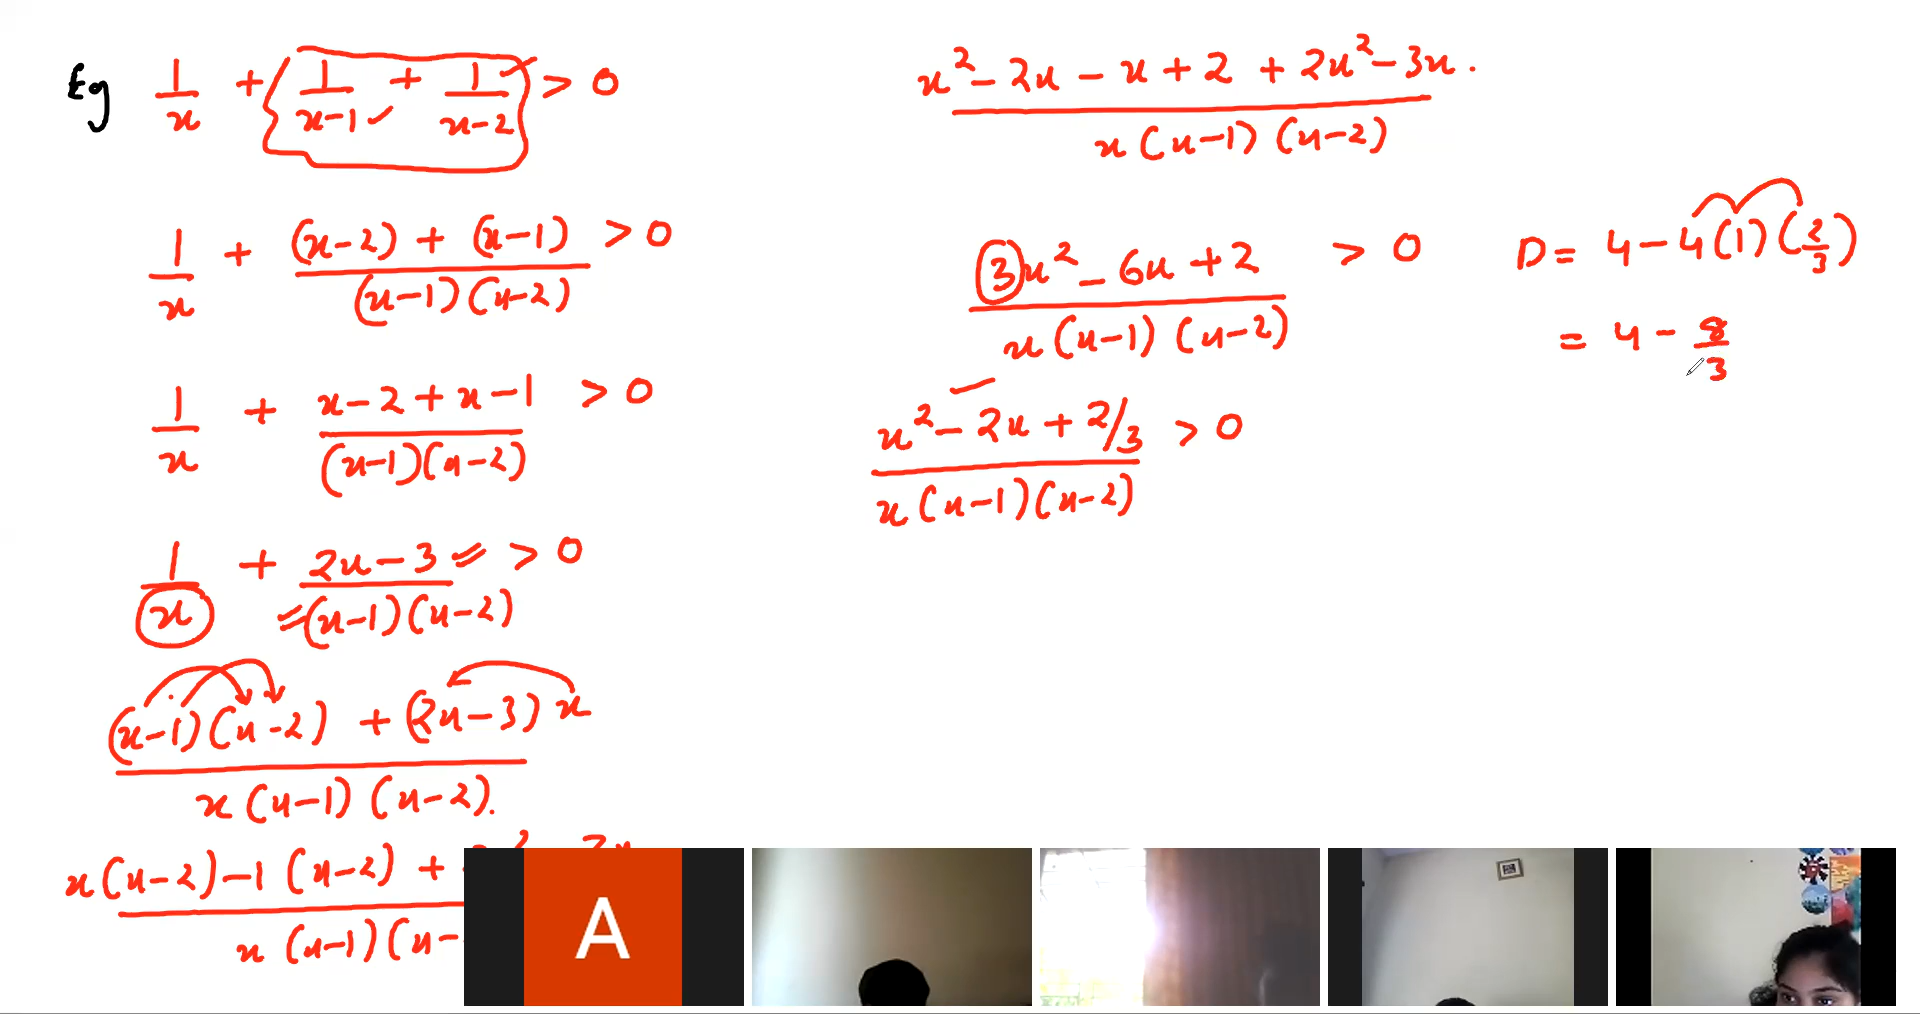 Eg 1/x + 1/(x-1) + 1/(x-2) > 0
1/x + ((x-2) + (x-1))/((x-1)(x-2)) > 0
1/x + (x-2+x-1)/((x-1)(x-2)) > 0
1/x + (2x-3)/((x-1)(x-2)) > 0
((x-1)(x-2) + (2x-3)x)/(x(x-1)(x-2)).
x(x-2)-1(x-2) +
x(x-1)(x-
(x²-2x-x+2+2x²-3x.)/(x(x-1)(x-2))
(3x²-6x+2)/(x(x-1)(x-2)) > 0
(x²-2x+2/3)/(x(x-1)(x-2)) > 0
D = 4-4(1)(2/3)
= 4-8/3
A